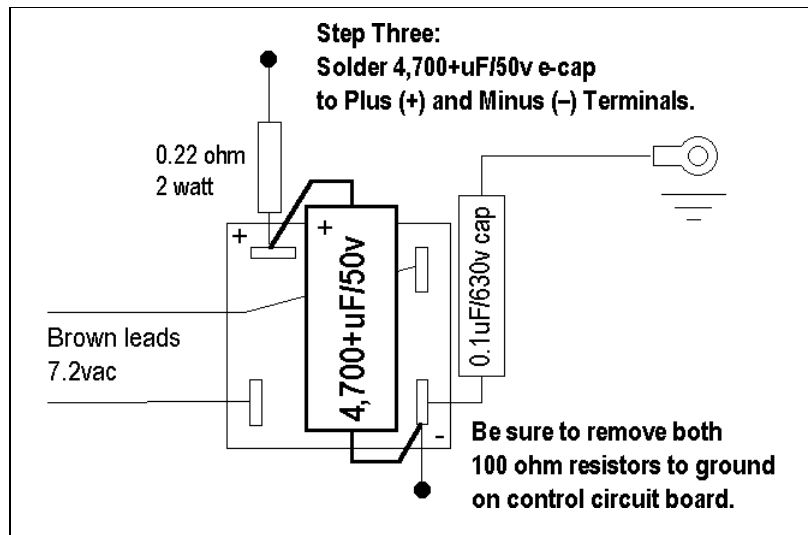 Step Three:
Solder 4,700+uF/50v e-cap
to Plus (+) and Minus (–) Terminals.
0.22 ohm
2 watt
+
+
4,700+uF/50v
0.1uF/630v cap
Brown leads
7.2vac
-
Be sure to remove both
100 ohm resistors to ground
on control circuit board.